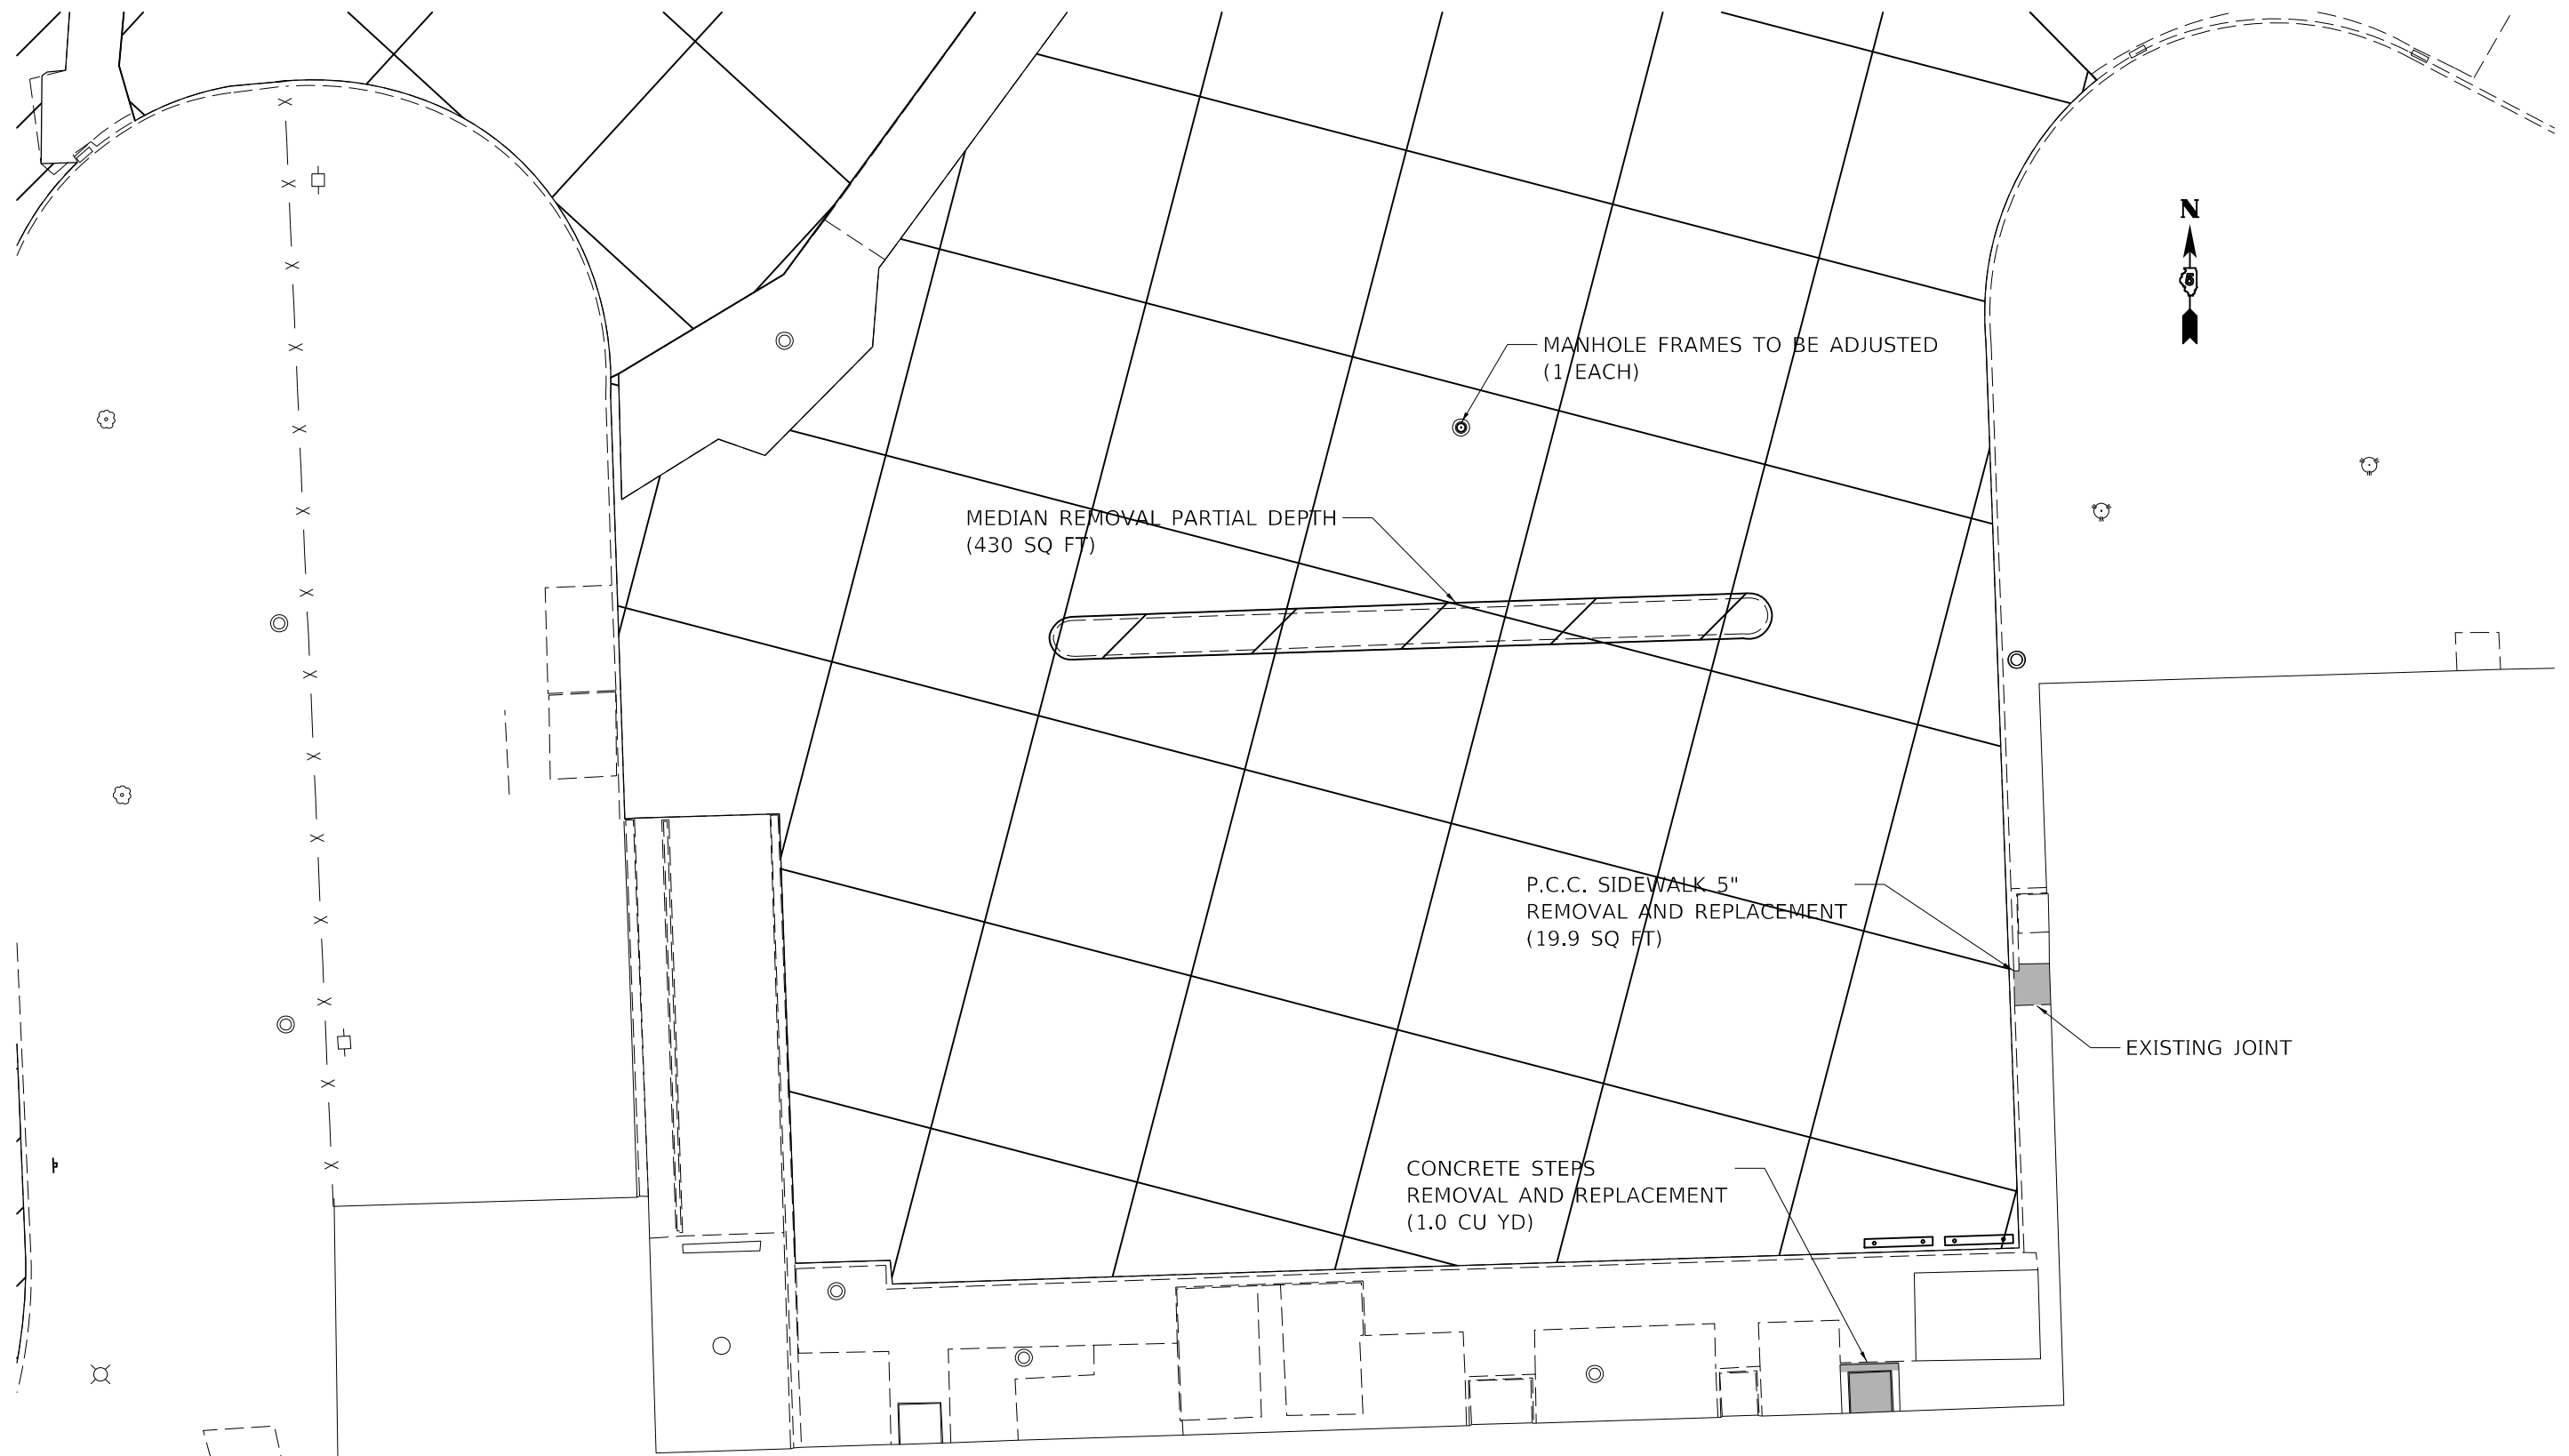 N
5
MANHOLE FRAMES TO BE ADJUSTED
(1 EACH)
MEDIAN REMOVAL PARTIAL DEPTH
(430 SQ FT)
P.C.C. SIDEWALK 5"
REMOVAL AND REPLACEMENT
(19.9 SQ FT)
EXISTING JOINT
CONCRETE STEPS
REMOVAL AND REPLACEMENT
(1.0 CU YD)